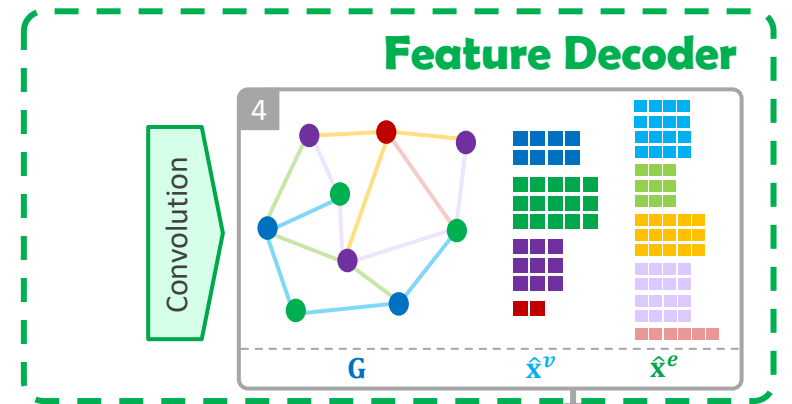 Feature Decoder
4
Convolution
G x̂ᵛ x̂ᵉ